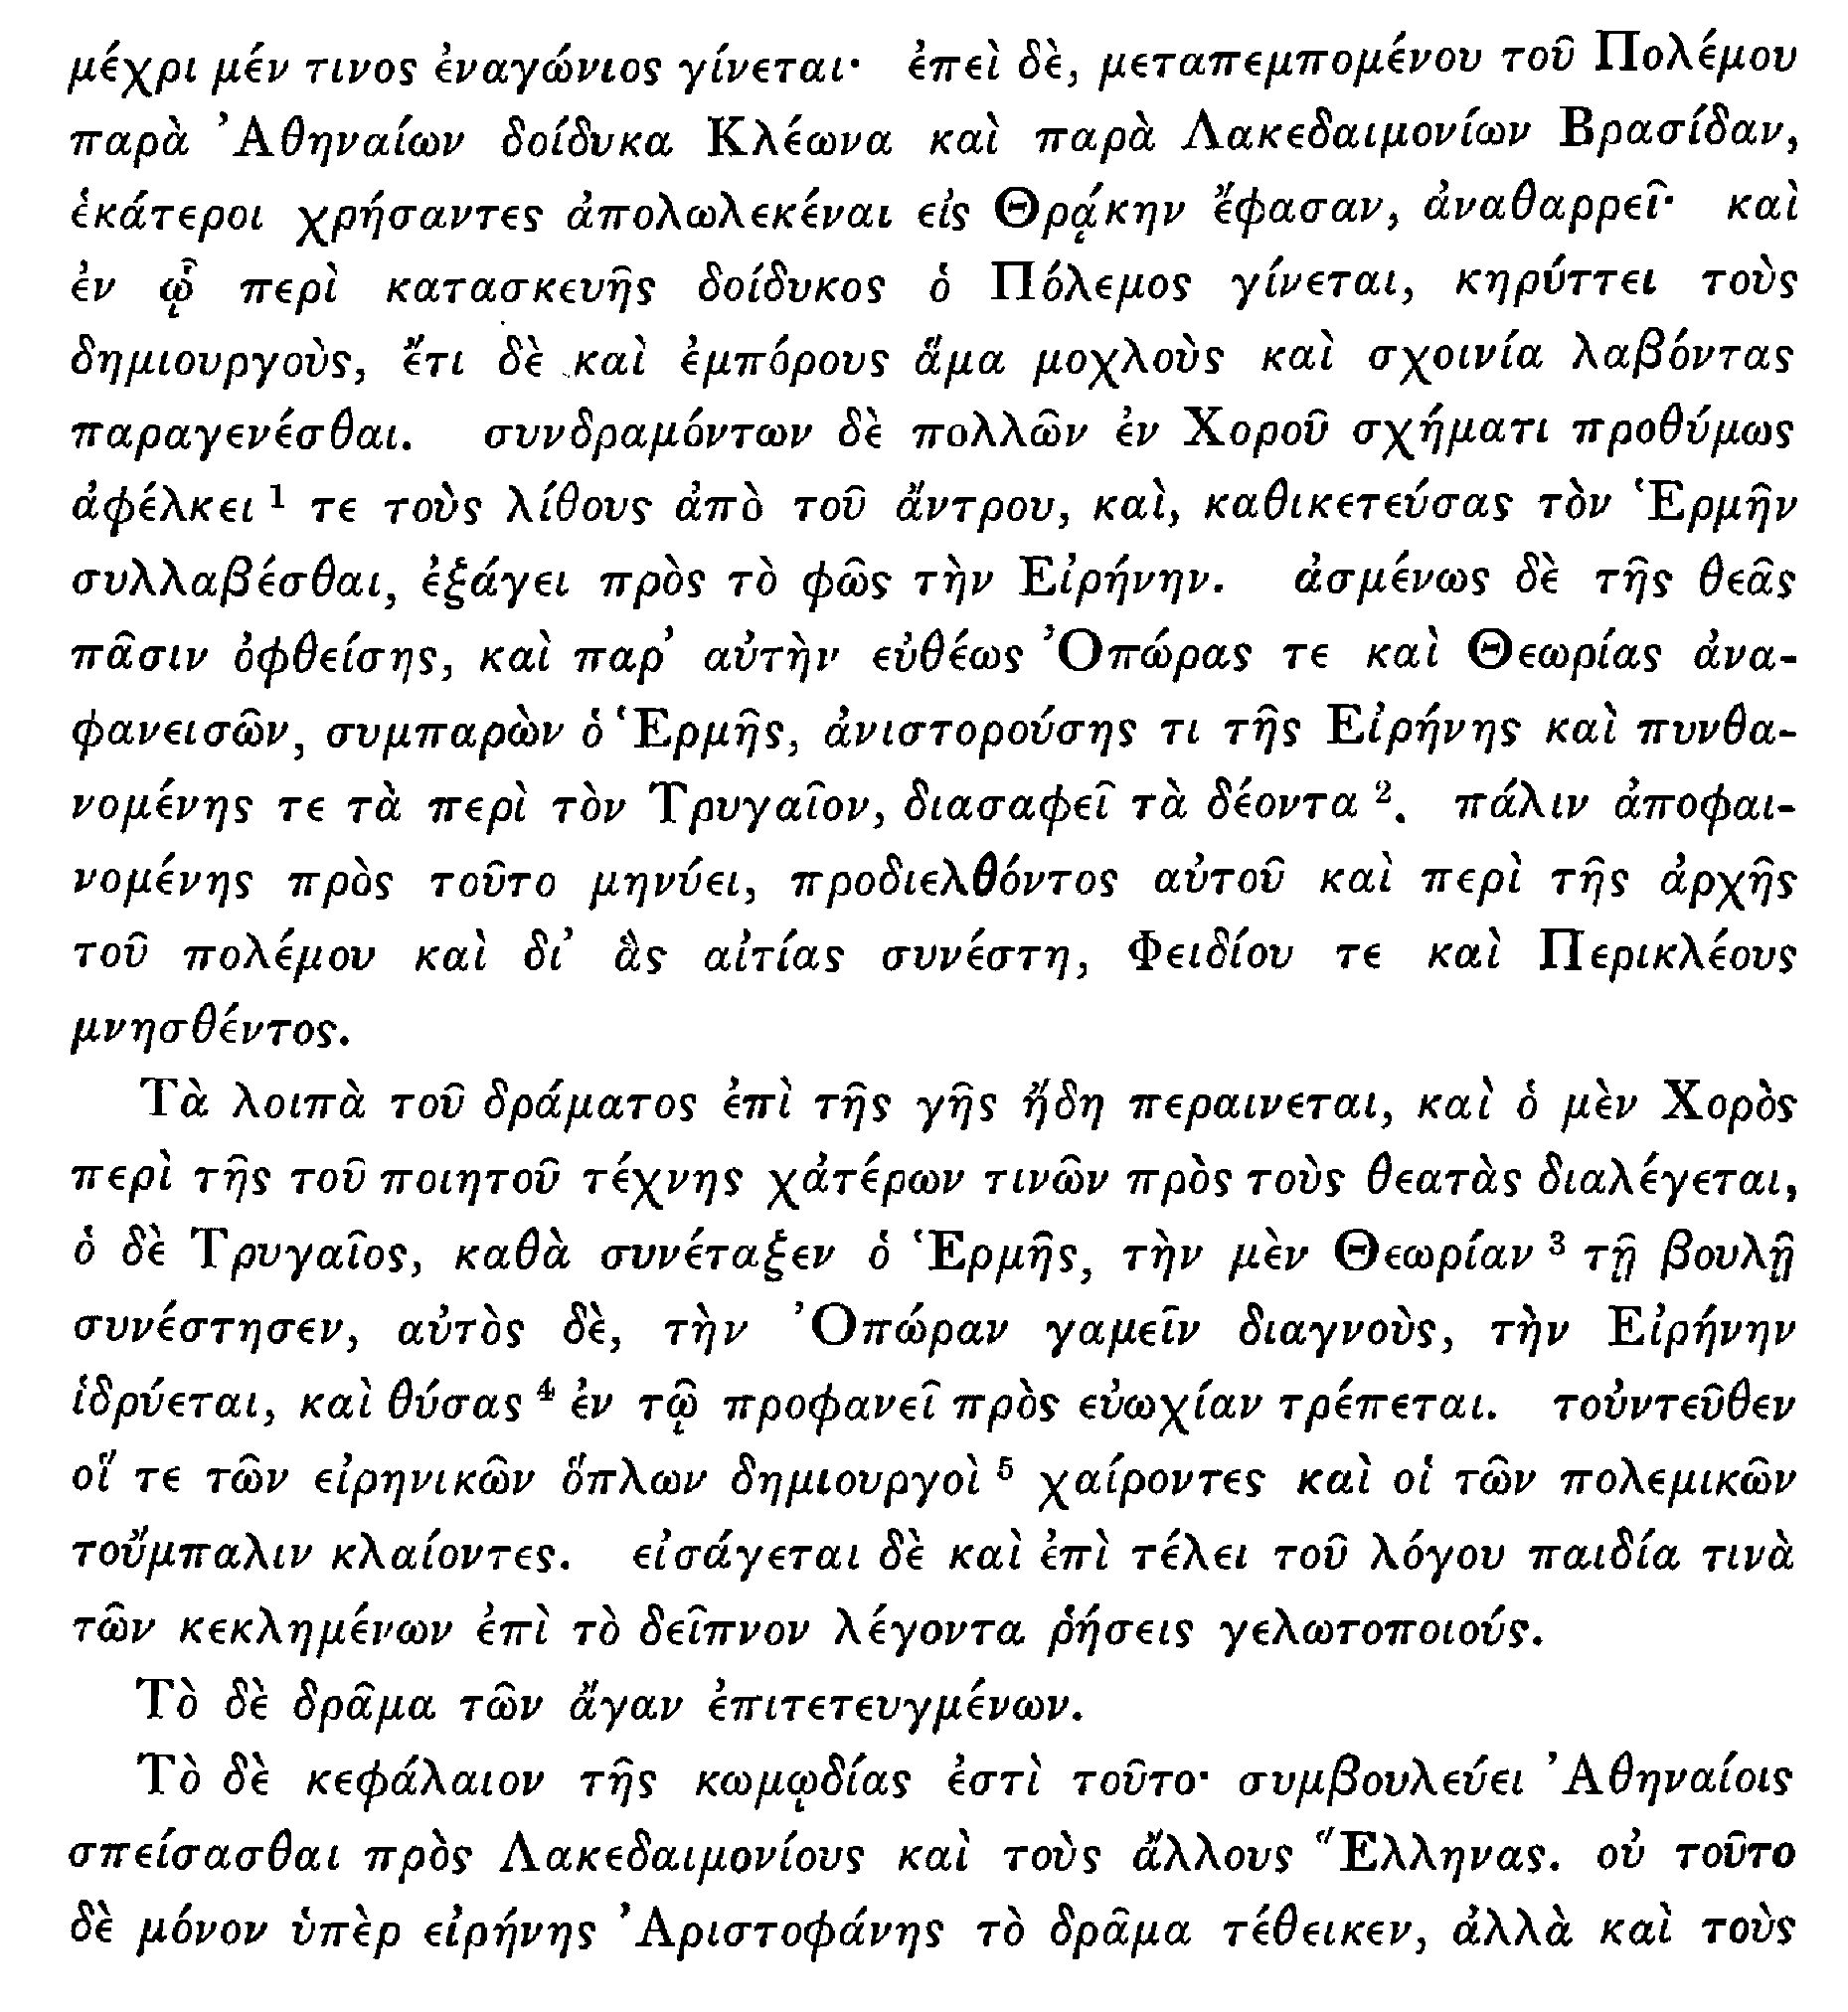 μέχρι μέν τινος ἐναγώνιος γίνεται· ἐπεὶ δὲ, μεταπεμπομένου τοῦ Πολέμου
παρὰ Ἀθηναίων δοίδυκα Κλέωνα καὶ παρὰ Λακεδαιμονίων Βρασίδαν,
ἑκάτεροι χρήσαντες ἀπολωλεκέναι εἰς Θρᾴκην ἔφασαν, ἀναθαρρεῖ· καὶ
ἐν ᾧ περὶ κατασκευῆς δοίδυκος ὁ Πόλεμος γίνεται, κηρύττει τοὺς
δημιουργοὺς, ἔτι δὲ καὶ ἐμπόρους ἅμα μοχλοὺς καὶ σχοινία λαβόντας
παραγενέσθαι. συνδραμόντων δὲ πολλῶν ἐν Χοροῦ σχήματι προθύμως
ἀφέλκει ¹ τε τοὺς λίθους ἀπὸ τοῦ ἄντρου, καὶ, καθικετεύσας τὸν Ἑρμῆν
συλλαβέσθαι, ἐξάγει πρὸς τὸ φῶς τὴν Εἰρήνην. ἀσμένως δὲ τῆς θεᾶς
πᾶσιν ὀφθείσης, καὶ παρ’ αὐτὴν εὐθέως Ὀπώρας τε καὶ Θεωρίας ἀνα-
φανεισῶν, συμπαρὼν ὁ Ἑρμῆς, ἀνιστορούσης τι τῆς Εἰρήνης καὶ πυνθα-
νομένης τε τὰ περὶ τὸν Τρυγαῖον, διασαφεῖ τὰ δέοντα ². πάλιν ἀποφαι-
νομένης πρὸς τοῦτο μηνύει, προδιελθόντος αὐτοῦ καὶ περὶ τῆς ἀρχῆς
τοῦ πολέμου καὶ δι’ ἃς αἰτίας συνέστη, Φειδίου τε καὶ Περικλέους
μνησθέντος.
Τὰ λοιπὰ τοῦ δράματος ἐπὶ τῆς γῆς ἤδη περαινεται, καὶ ὁ μὲν Χορὸς
περὶ τῆς τοῦ ποιητοῦ τέχνης χἀτέρων τινῶν πρὸς τοὺς θεατὰς διαλέγεται,
ὁ δὲ Τρυγαῖος, καθὰ συνέταξεν ὁ Ἑρμῆς, τὴν μὲν Θεωρίαν ³ τῇ βουλῇ
συνέστησεν, αὐτὸς δὲ, τὴν Ὀπώραν γαμεῖν διαγνοὺς, τὴν Εἰρήνην
ἱδρύεται, καὶ θύσας ⁴ ἐν τῷ προφανεῖ πρὸς εὐωχίαν τρέπεται. τοὐντεῦθεν
οἵ τε τῶν εἰρηνικῶν ὅπλων δημιουργοὶ ⁵ χαίροντες καὶ οἱ τῶν πολεμικῶν
τοὔμπαλιν κλαίοντες. εἰσάγεται δὲ καὶ ἐπὶ τέλει τοῦ λόγου παιδία τινὰ
τῶν κεκλημένων ἐπὶ τὸ δεῖπνον λέγοντα ῥήσεις γελωτοποιούς.
Τὸ δὲ δρᾶμα τῶν ἄγαν ἐπιτετευγμένων.
Τὸ δὲ κεφάλαιον τῆς κωμῳδίας ἐστὶ τοῦτο· συμβουλεύει Ἀθηναίοις
σπείσασθαι πρὸς Λακεδαιμονίους καὶ τοὺς ἄλλους Ἕλληνας. οὐ τοῦτο
δὲ μόνον ὑπὲρ εἰρήνης Ἀριστοφάνης τὸ δρᾶμα τέθεικεν, ἀλλὰ καὶ τοὺς